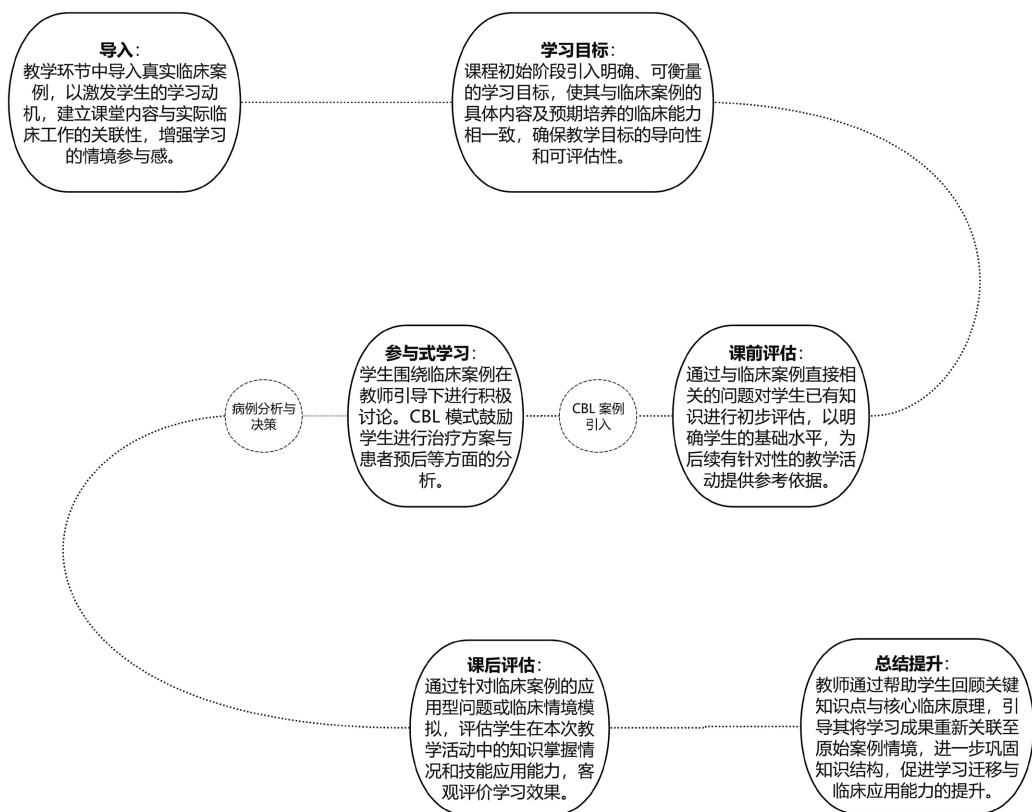 导入：
教学环节中导入真实临床案
例，以激发学生的学习动
机，建立课堂内容与实际临
床工作的关联性，增强学习
的情境参与感。
学习目标：
课程初始阶段引入明确、可衡量
的学习目标，使其与临床案例的
具体内容及预期培养的临床能力
相一致，确保教学目标的导向性
和可评估性。
课前评估：
通过与临床案例直接相
关的问题对学生已有知
识进行初步评估，以明
确学生的基础水平，为
后续有针对性的教学活
动提供参考依据。
CBL 案例
引入
参与式学习：
学生围绕临床案例在
教师引导下进行积极
讨论。CBL 模式鼓励
学生进行治疗方案与
患者预后等方面的分
析。
病例分析与
决策
课后评估：
通过针对临床案例的应
用型问题或临床情境模
拟，评估学生在本次教
学活动中的知识掌握情
况和技能应用能力，客
观评价学习效果。
总结提升：
教师通过帮助学生回顾关键
知识点与核心临床原理，引
导其将学习成果重新关联至
原始案例情境，进一步巩固
知识结构，促进学习迁移与
临床应用能力的提升。